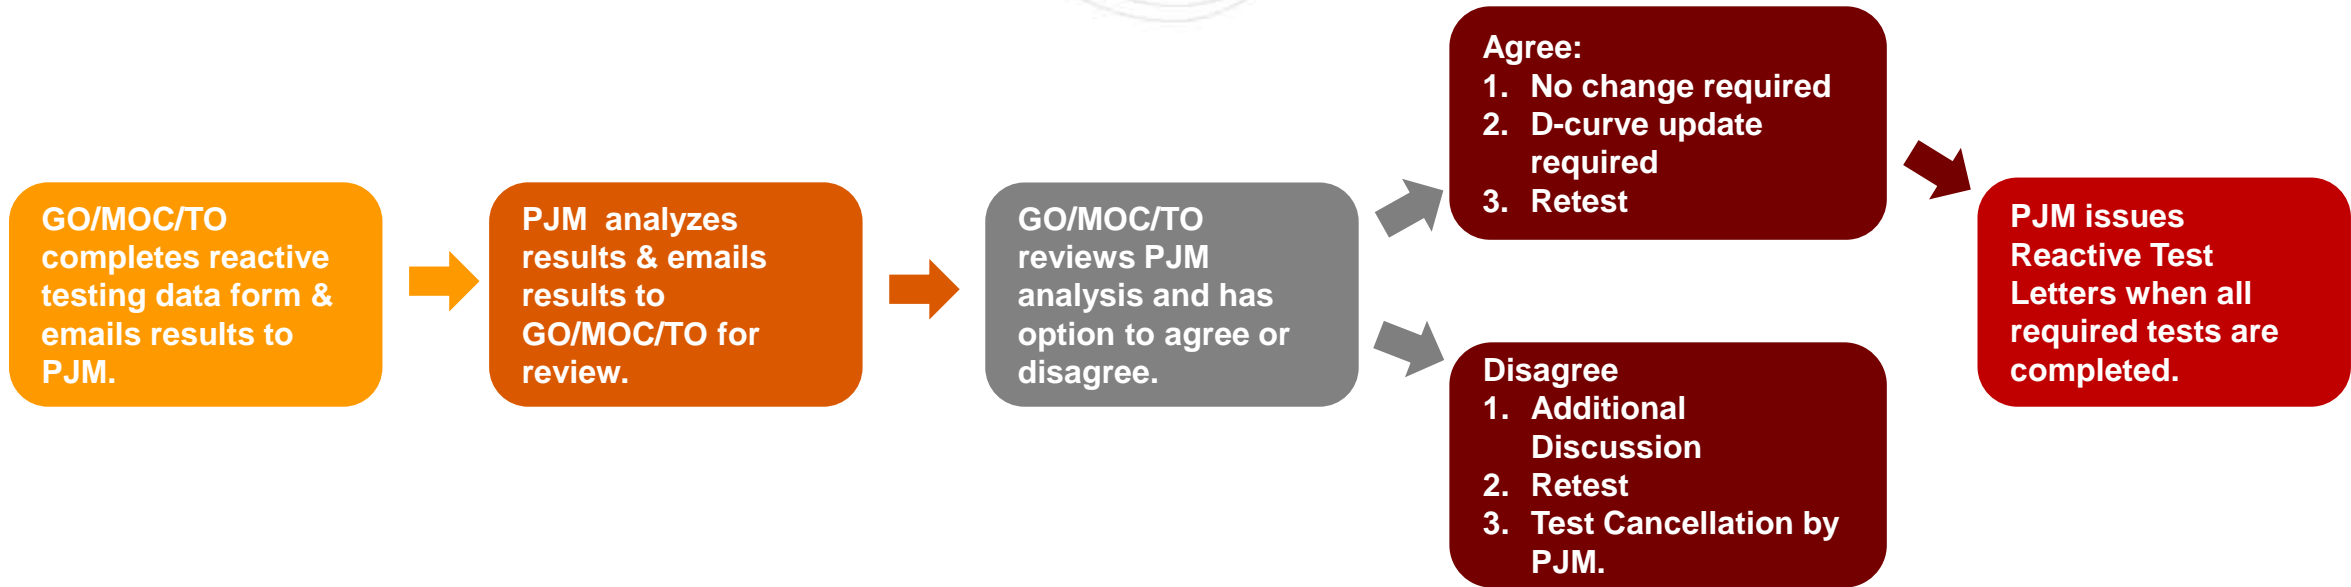 GO/MOC/TO
completes reactive
testing data form &
emails results to
PJM.
PJM analyzes
results & emails
results to
GO/MOC/TO for
review.
GO/MOC/TO
reviews PJM
analysis and has
option to agree or
disagree.
Agree:
1. No change required
2. D-curve update
required
3. Retest
Disagree
1. Additional
Discussion
2. Retest
3. Test Cancellation by
PJM.
PJM issues
Reactive Test
Letters when all
required tests are
completed.